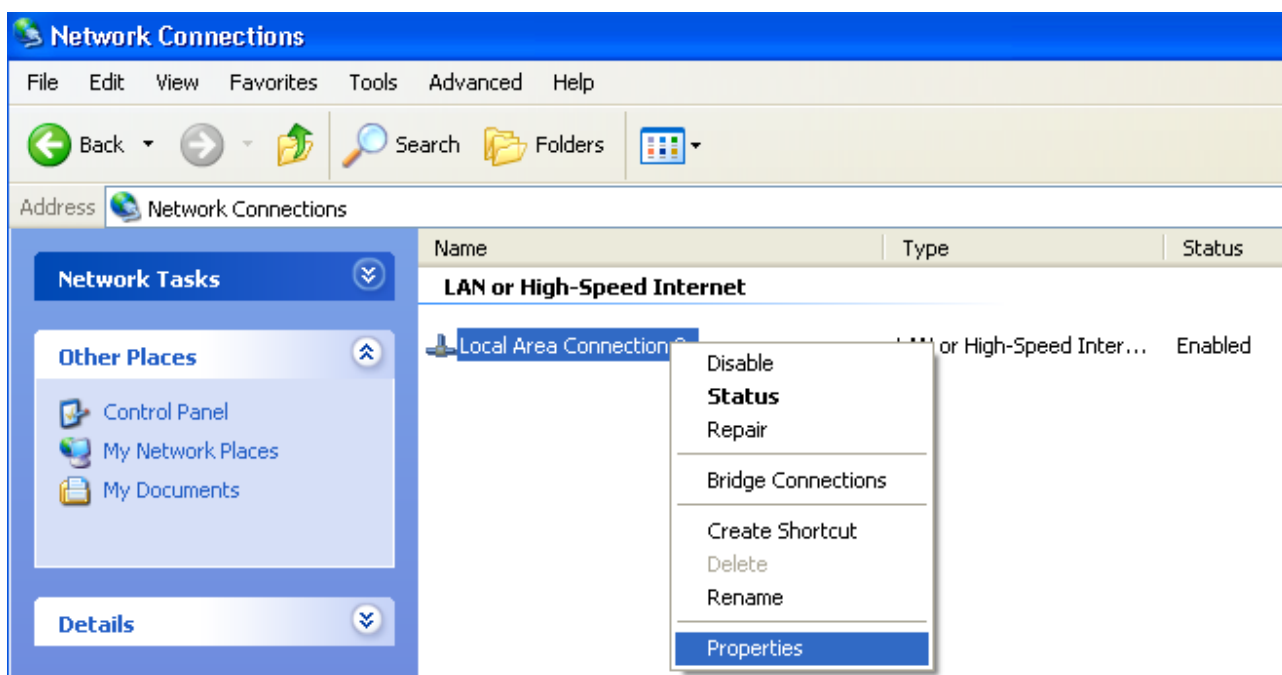 Network Connections
File Edit View Favorites Tools Advanced Help
Back Search Folders
Address Network Connections
Name Type Status
Network Tasks
LAN or High-Speed Internet
Other Places
Local Area Connection or High-Speed Inter... Enabled
Control Panel
My Network Places
My Documents
Details
Disable
Status
Repair
Bridge Connections
Create Shortcut
Delete
Rename
Properties